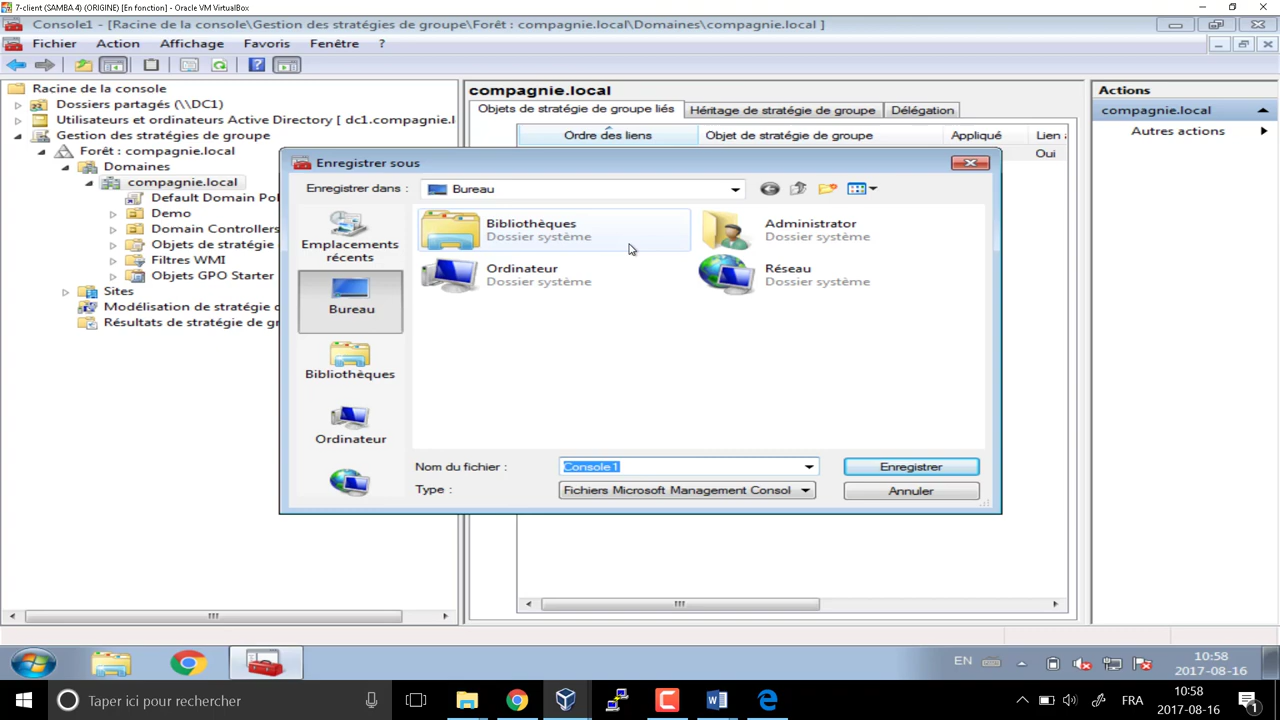 7-client (SAMBA 4) (ORIGINE) [En fonction] - Oracle VM VirtualBox
Console1 - [Racine de la console\Gestion des stratégies de groupe\Forêt : compagnie.local\Domaines\compagnie.local ]
Fichier Action Affichage Favoris Fenêtre ?
Racine de la console
Dossiers partagés (\\DC1)
Utilisateurs et ordinateurs Active Directory [ dc1.compagnie.l
Gestion des stratégies de groupe
Forêt : compagnie.local
Domaines
compagnie.local
Default Domain Pol
Demo
Domain Controllers
Objets de stratégie
Filtres WMI
Objets GPO Starter
Sites
Modélisation de stratégie d
Résultats de stratégie de gr
compagnie.local
Objets de stratégie de groupe liés Héritage de stratégie de groupe Délégation
Ordre des liens Objet de stratégie de groupe Appliqué Lien a
Oui
Actions
compagnie.local
Autres actions
Enregistrer sous
Enregistrer dans : Bureau
Emplacements récents
Bureau
Bibliothèques
Ordinateur
Bibliothèques
Dossier système
Administrator
Dossier système
Ordinateur
Dossier système
Réseau
Dossier système
Nom du fichier : Console1 Enregistrer
Type : Fichiers Microsoft Management Consol Annuler
EN 10:58
2017-08-16
Taper ici pour rechercher FRA 10:58
2017-08-16
1